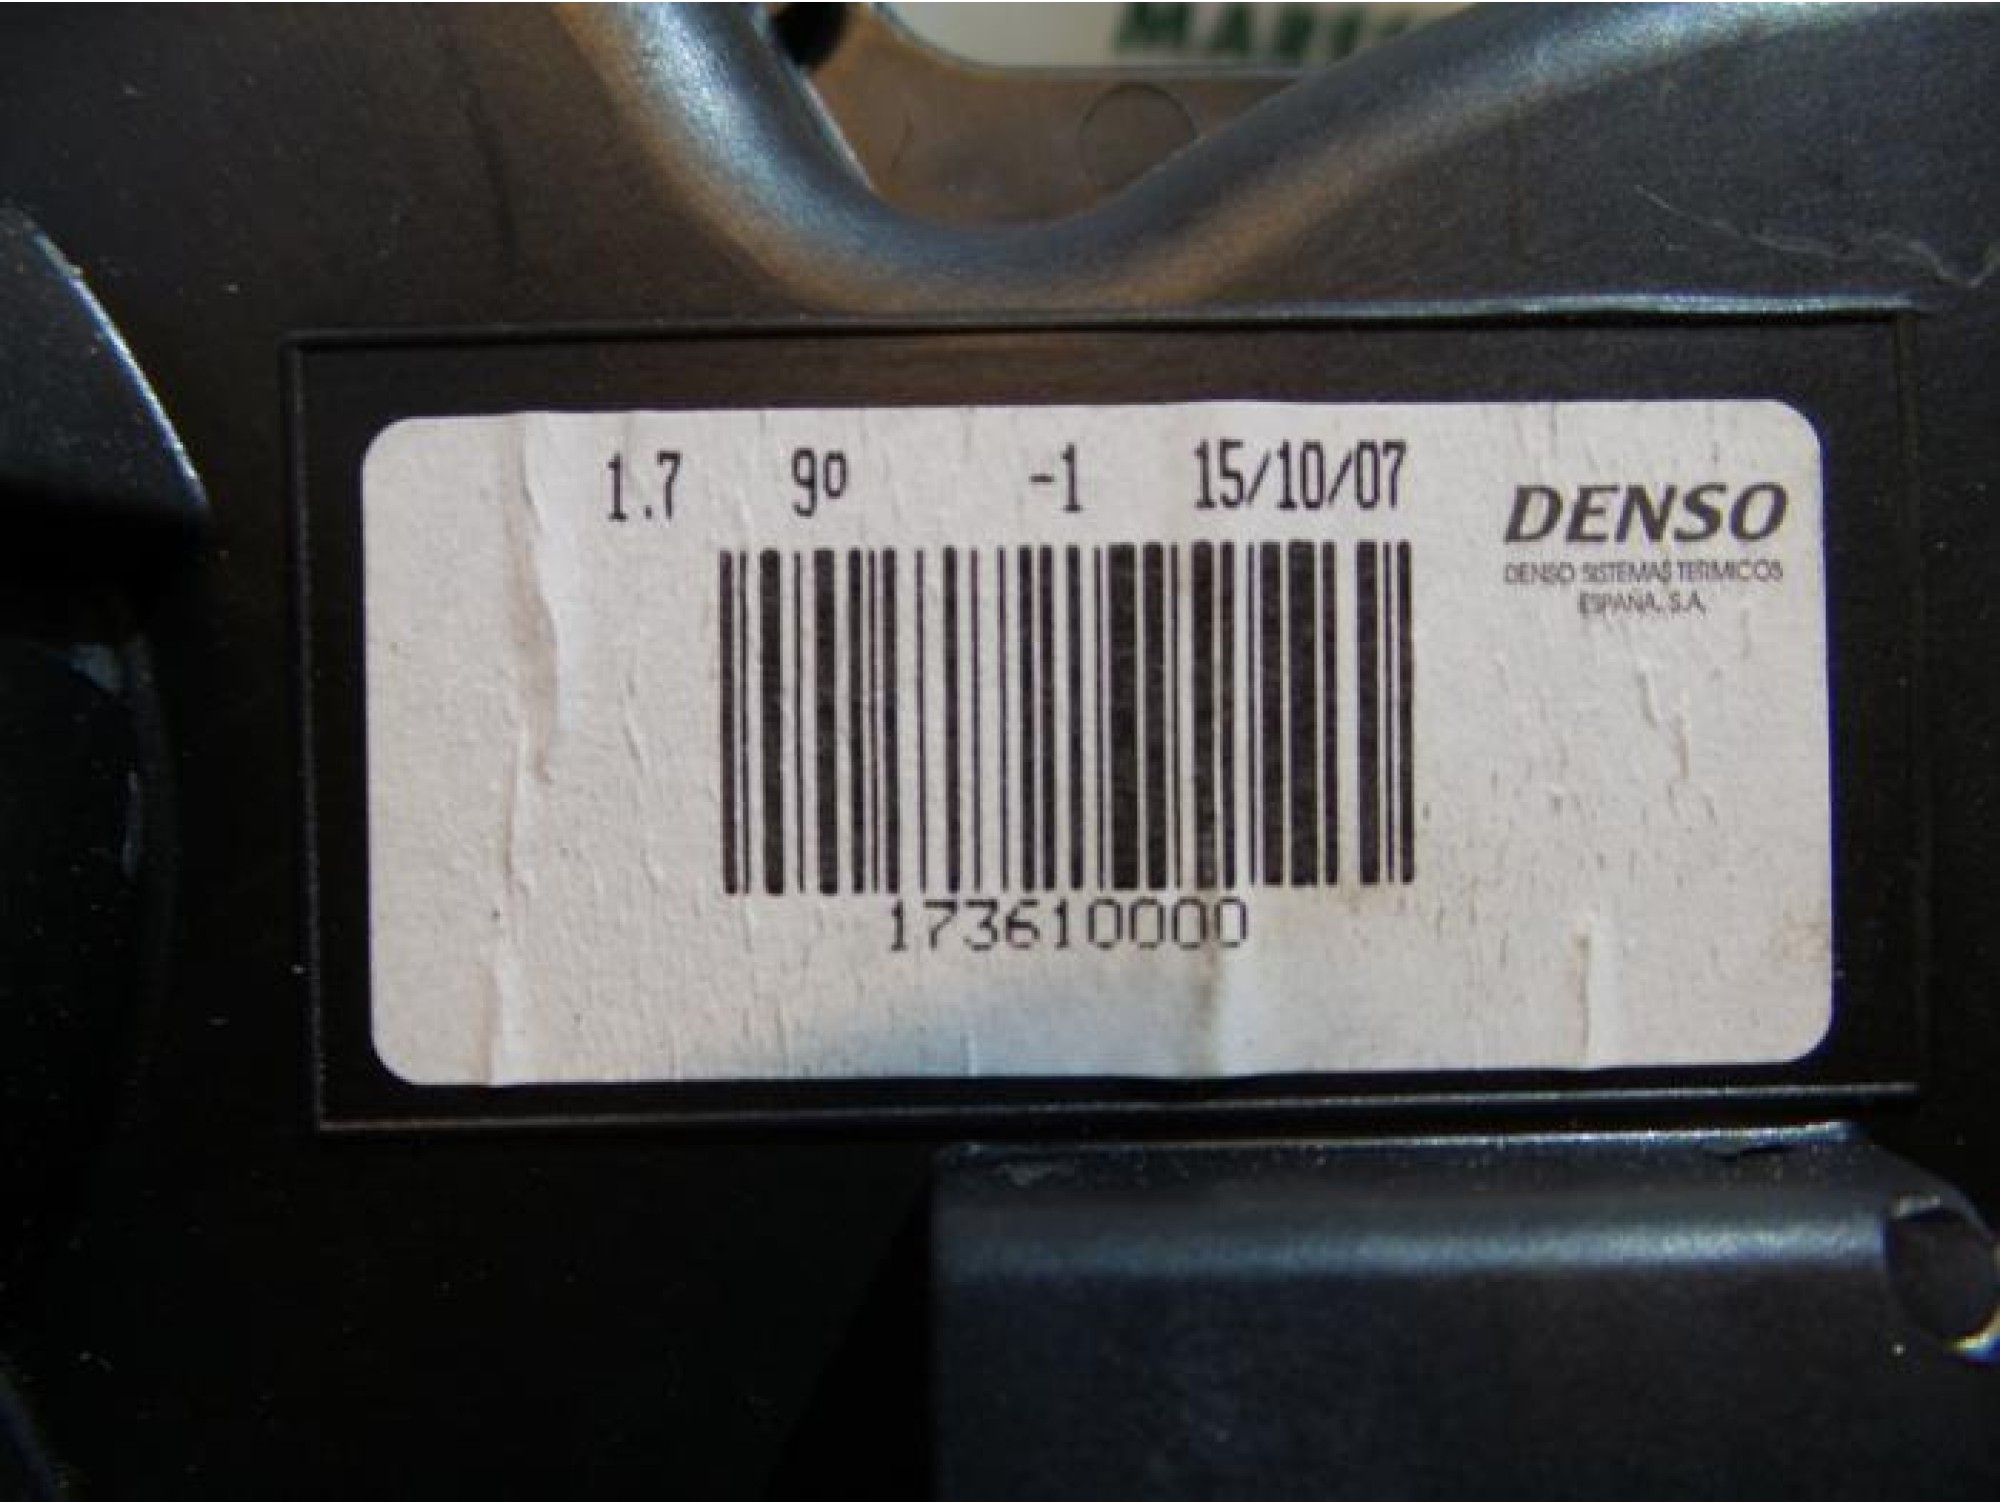 1.7 9º -1 15/10/07
DENSO
DENSO SISTEMAS TERMICOS
ESPAÑA, S.A.
173610000